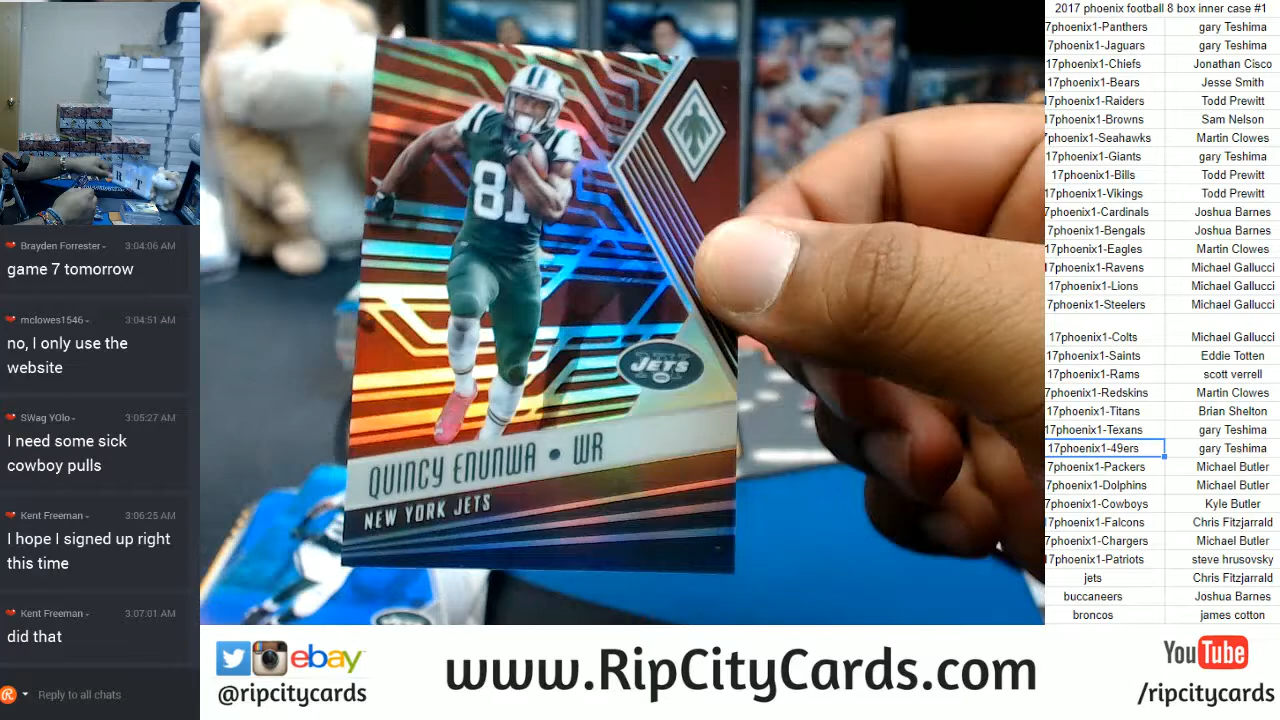 Brayden Forrester
3:04:06 AM
game 7 tomorrow
mclowes1546
3:04:51 AM
no, I only use the
website
SWag YOlo
3:05:27 AM
I need some sick
cowboy pulls
Kent Freeman
3:06:25 AM
I hope I signed up right
this time
Kent Freeman
3:07:01 AM
did that
Reply to all chats
81
JETS
QUINCY ENUNWA • WR
NEW YORK JETS
2017 phoenix football 8 box inner case #1
7phoenix1-Panthers gary Teshima
7phoenix1-Jaguars gary Teshima
17phoenix1-Chiefs Jonathan Cisco
17phoenix1-Bears Jesse Smith
17phoenix1-Raiders Todd Prewitt
17phoenix1-Browns Sam Nelson
7phoenix1-Seahawks Martin Clowes
17phoenix1-Giants gary Teshima
17phoenix1-Bills Todd Prewitt
17phoenix1-Vikings Todd Prewitt
7phoenix1-Cardinals Joshua Barnes
7phoenix1-Bengals Joshua Barnes
17phoenix1-Eagles Martin Clowes
17phoenix1-Ravens Michael Gallucci
17phoenix1-Lions Michael Gallucci
7phoenix1-Steelers Michael Gallucci
17phoenix1-Colts Michael Gallucci
17phoenix1-Saints Eddie Totten
17phoenix1-Rams scott verrell
7phoenix1-Redskins Martin Clowes
17phoenix1-Titans Brian Shelton
17phoenix1-Texans gary Teshima
17phoenix1-49ers gary Teshima
7phoenix1-Packers Michael Butler
7phoenix1-Dolphins Michael Butler
7phoenix1-Cowboys Kyle Butler
7phoenix1-Falcons Chris Fitzjarrald
7phoenix1-Chargers Michael Butler
17phoenix1-Patriots steve hrusovsky
jets Chris Fitzjarrald
buccaneers Joshua Barnes
broncos james cotton
ebay
@ripcitycards
www.RipCityCards.com
YouTube
/ripcitycards